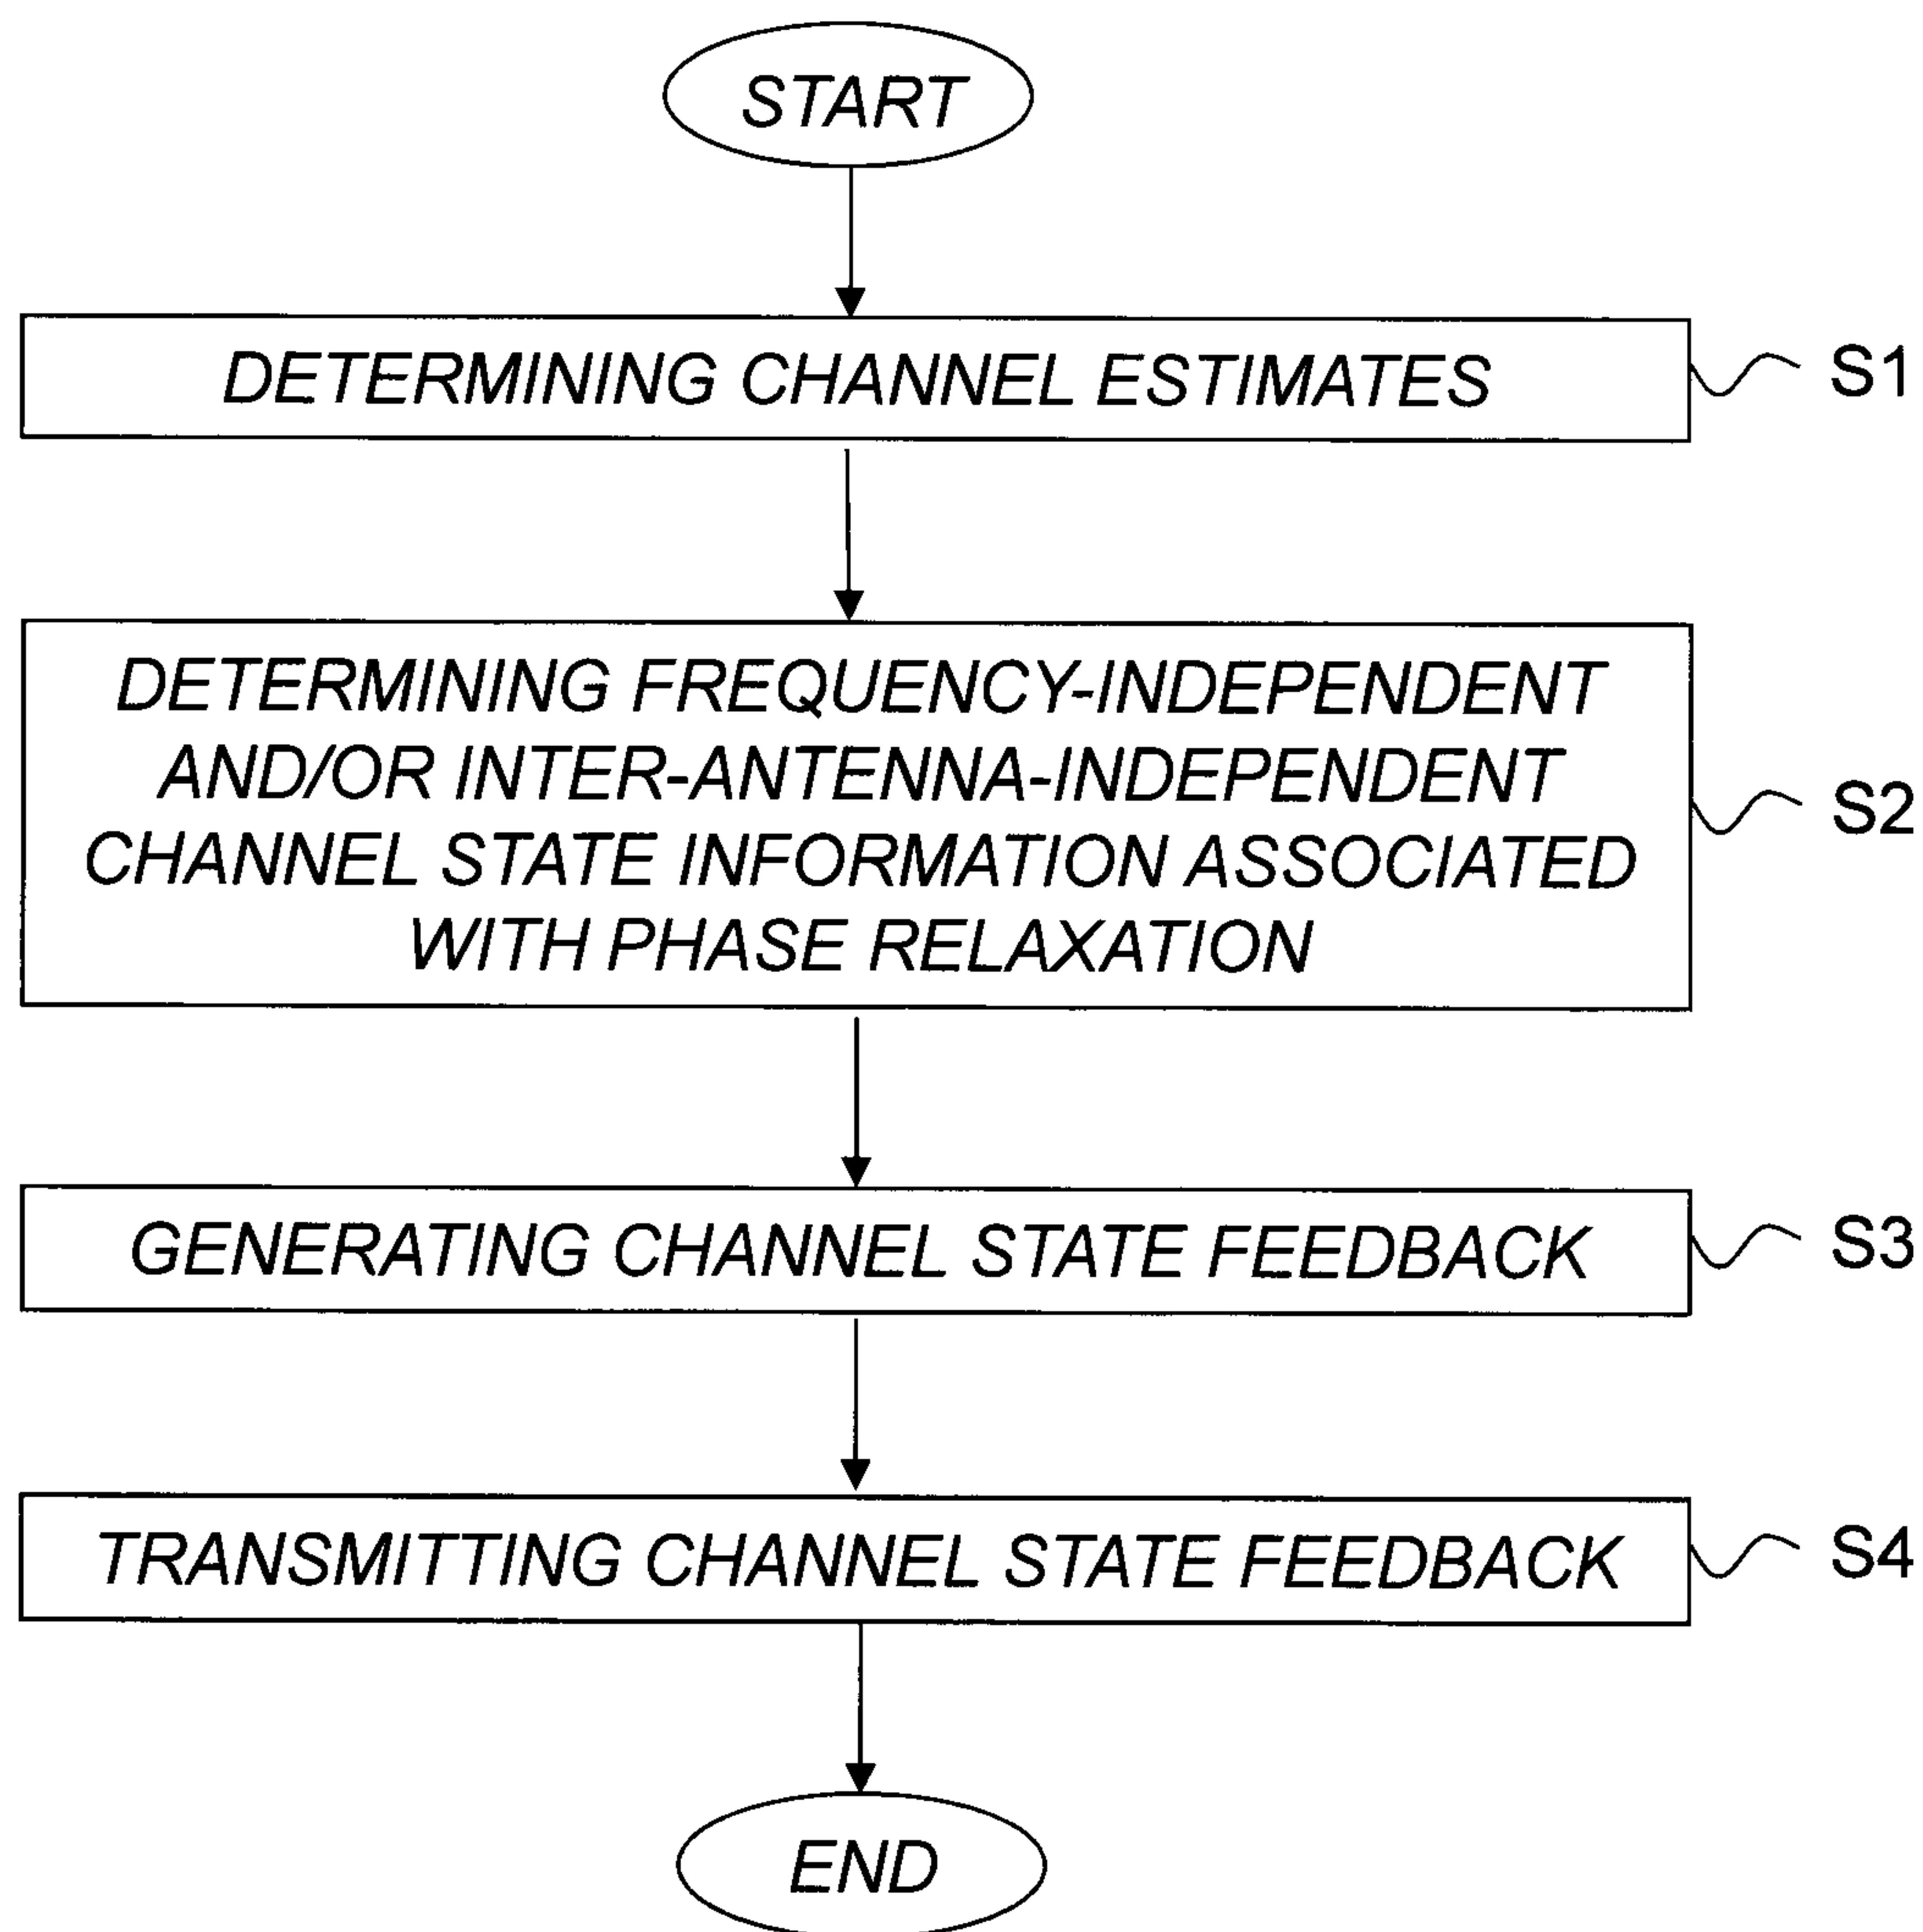 START
DETERMINING CHANNEL ESTIMATES
S1
DETERMINING FREQUENCY-INDEPENDENT
AND/OR INTER-ANTENNA-INDEPENDENT
CHANNEL STATE INFORMATION ASSOCIATED
WITH PHASE RELAXATION
S2
GENERATING CHANNEL STATE FEEDBACK
S3
TRANSMITTING CHANNEL STATE FEEDBACK
S4
END